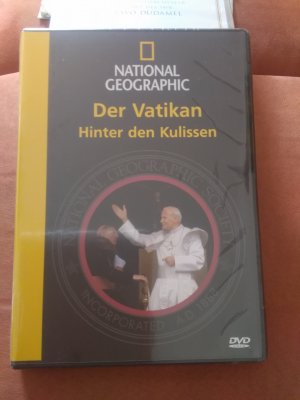 NATIONAL
GEOGRAPHIC
Der Vatikan
Hinter den Kulissen
NATIONAL GEOGRAPHIC SOCIETY
INCORPORATED A.D. 1888
DVD